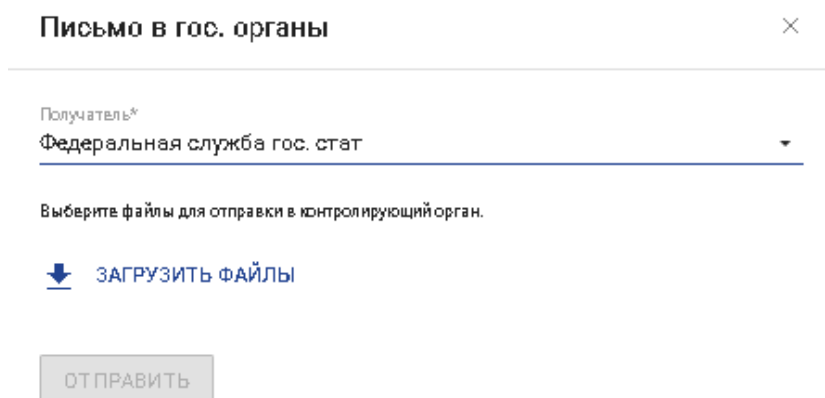 Письмо в гос. органы
Получатель*
Федеральная служба гос. стат
Выберите файлы для отправки в контролирующий орган.
ЗАГРУЗИТЬ ФАЙЛЫ
ОТПРАВИТЬ